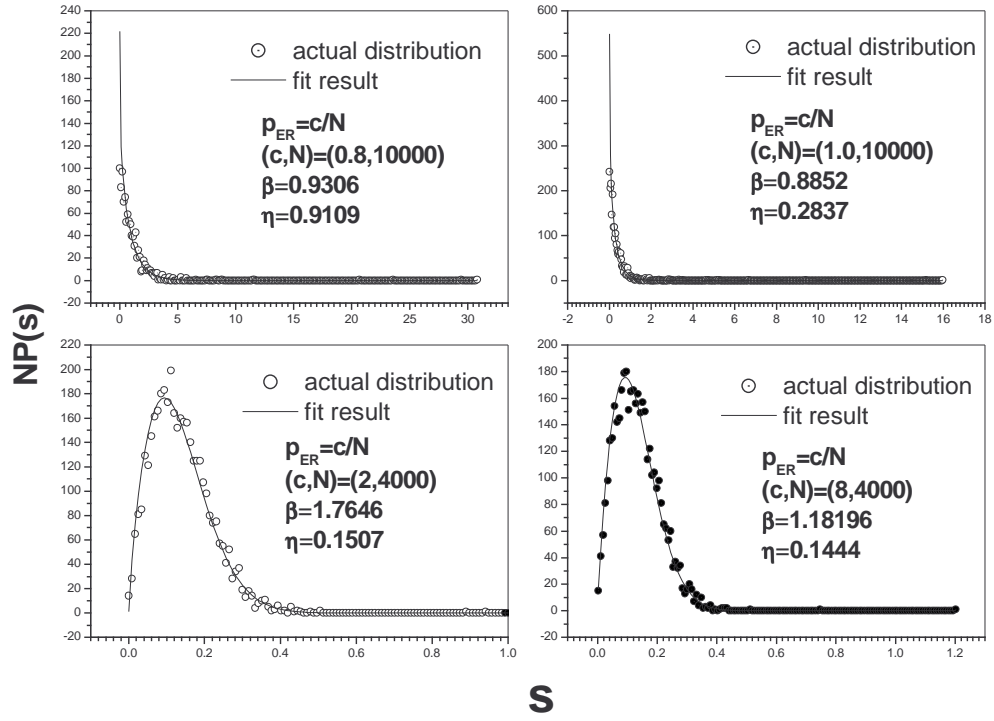 240
220
200
180
160
140
120
100
80
60
40
20
0
-20
0 5 10 15 20 25 30
actual distribution
fit result
p_ER=c/N
(c,N)=(0.8,10000)
β=0.9306
η=0.9109
600
500
400
300
200
100
0
-100
-2 0 2 4 6 8 10 12 14 16 18
actual distribution
fit result
p_ER=c/N
(c,N)=(1.0,10000)
β=0.8852
η=0.2837
NP(s)
220
200
180
160
140
120
100
80
60
40
20
0
-20
0.0 0.2 0.4 0.6 0.8 1.0
actual distribution
fit result
p_ER=c/N
(c,N)=(2,4000)
β=1.7646
η=0.1507
200
180
160
140
120
100
80
60
40
20
0
-20
0.0 0.2 0.4 0.6 0.8 1.0 1.2
actual distribution
fit result
p_ER=c/N
(c,N)=(8,4000)
β=1.18196
η=0.1444
s